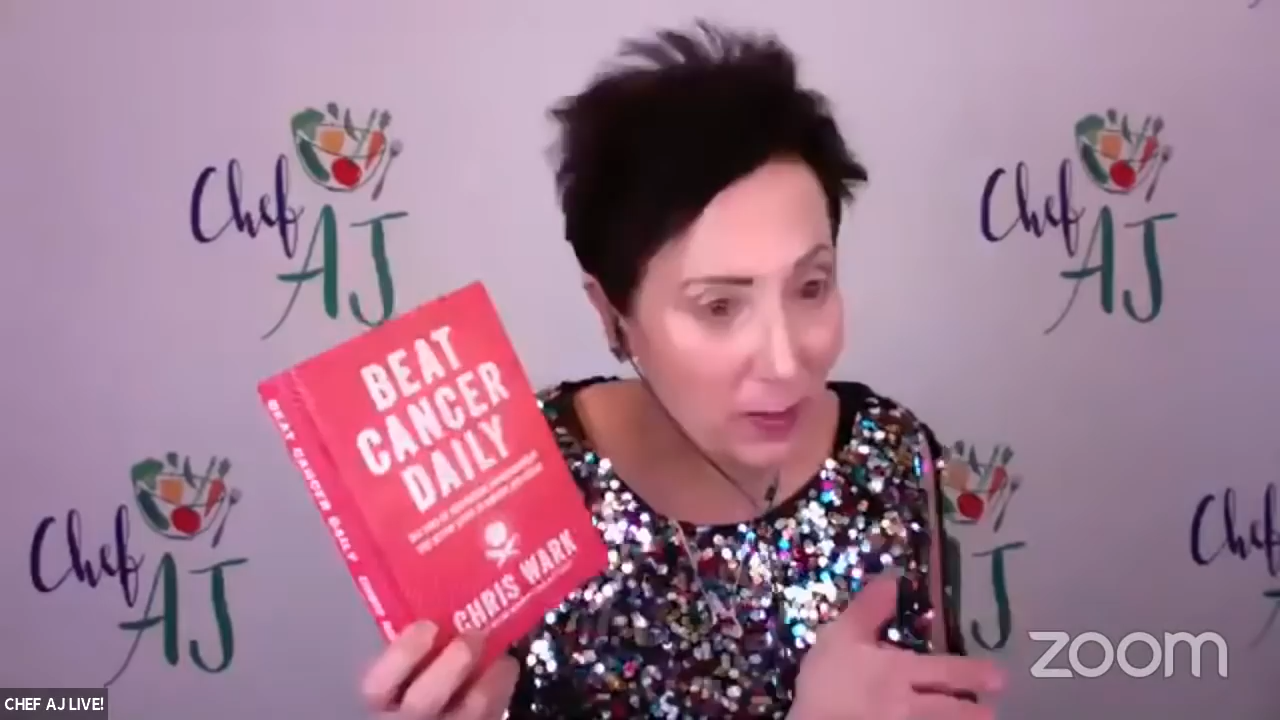 Chef
AJ
Chef
AJ
BEAT
CANCER
DAILY
CHRIS WARK
BEAT CANCER DAILY
Chef
AJ
AJ
Chef
zoom
CHEF AJ LIVE!